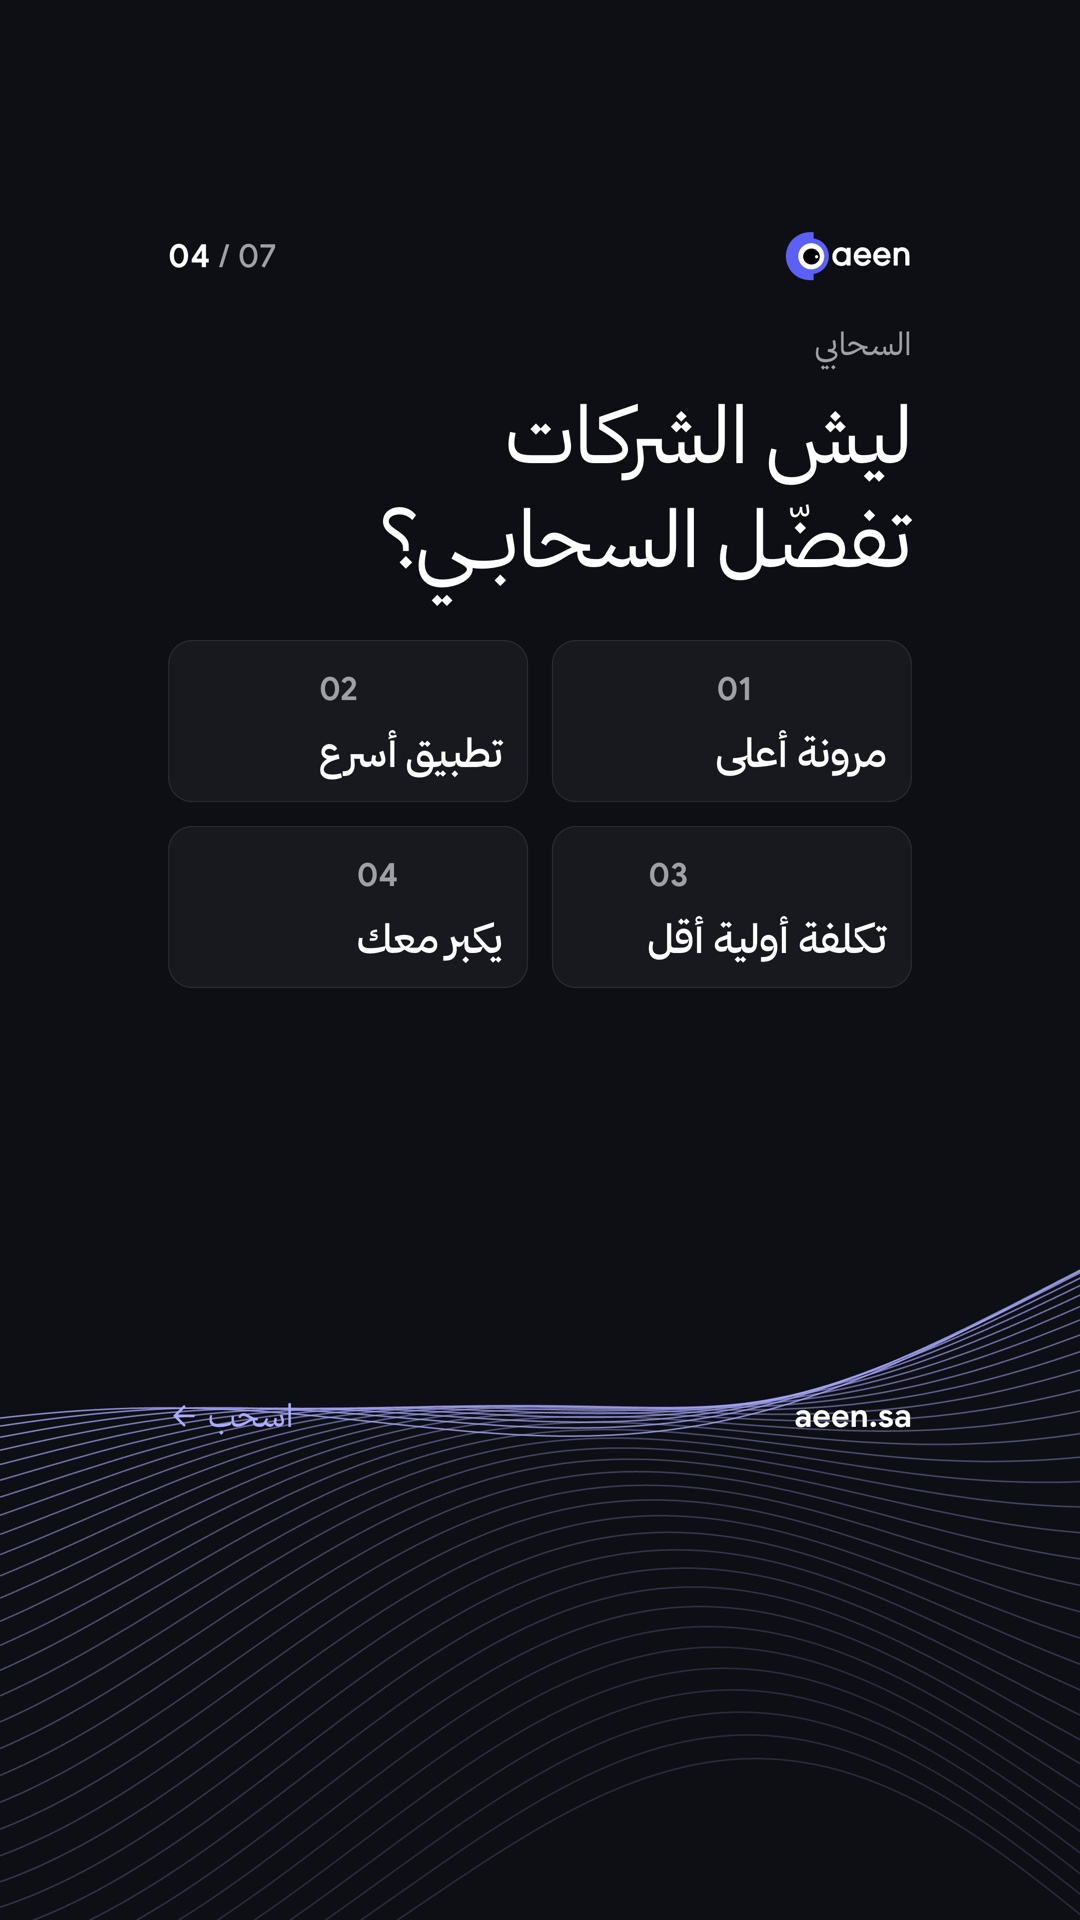 aeen
04 / 07
السحابي
ليش الشركات
تفضّل السحابي؟
01
مرونة أعلى
02
تطبيق أسرع
03
تكلفة أولية أقل
04
يكبر معك
aeen.sa
اسحب ←